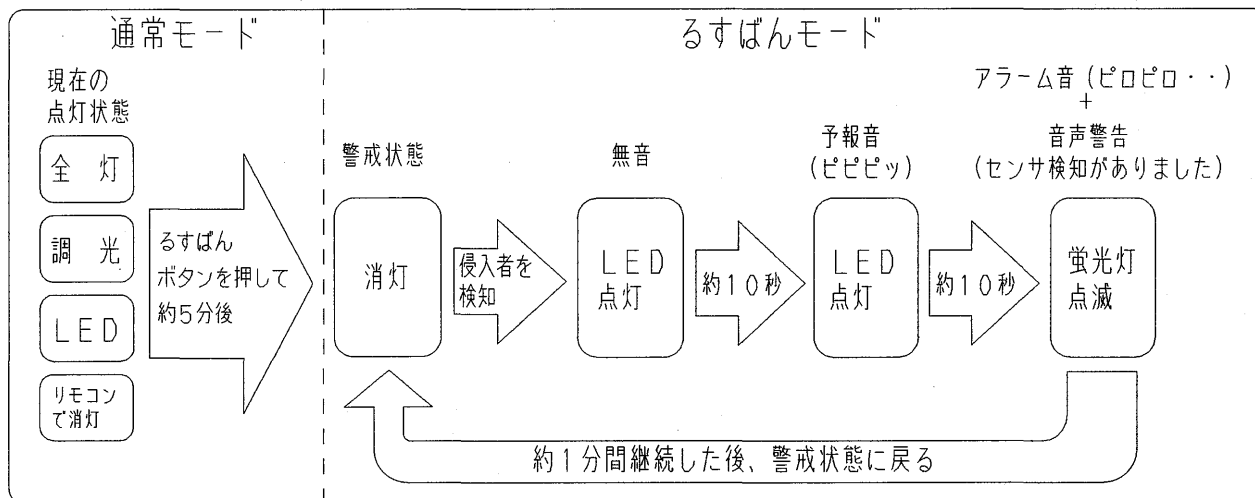 通常モード
るすばんモード
現在の
点灯状態
全灯
調光
LED
リモコン
で消灯
るすばん
ボタンを押して
約5分後
警戒状態
消灯
侵入者を
検知
無音
LED
点灯
約10秒
予報音
(ピピピッ)
LED
点灯
約10秒
アラーム音(ピロピロ・・)
+
音声警告
(センサ検知がありました)
蛍光灯
点滅
約1分間継続した後、警戒状態に戻る